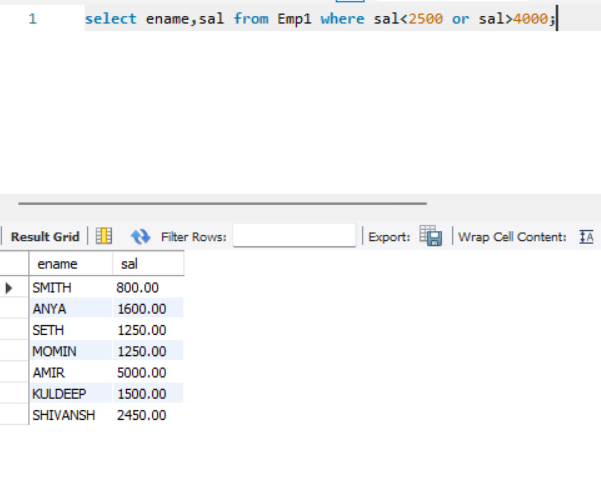 1 select ename,sal from Emp1 where sal<2500 or sal>4000;
Result Grid Filter Rows: Export: Wrap Cell Content: IA
ename sal
SMITH 800.00
ANYA 1600.00
SETH 1250.00
MOMIN 1250.00
AMIR 5000.00
KULDEEP 1500.00
SHIVANSH 2450.00